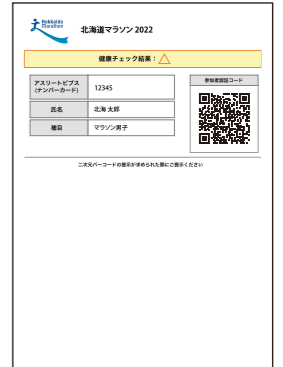 Hokkaido
Marathon
北海道マラソン 2022
健康チェック結果：△
アスリートビブス
(ナンバーカード)
12345
参加者認証コード
氏名
北海 太郎
種目
マラソン男子
二次元バーコードの提示が求められた際にご提示ください